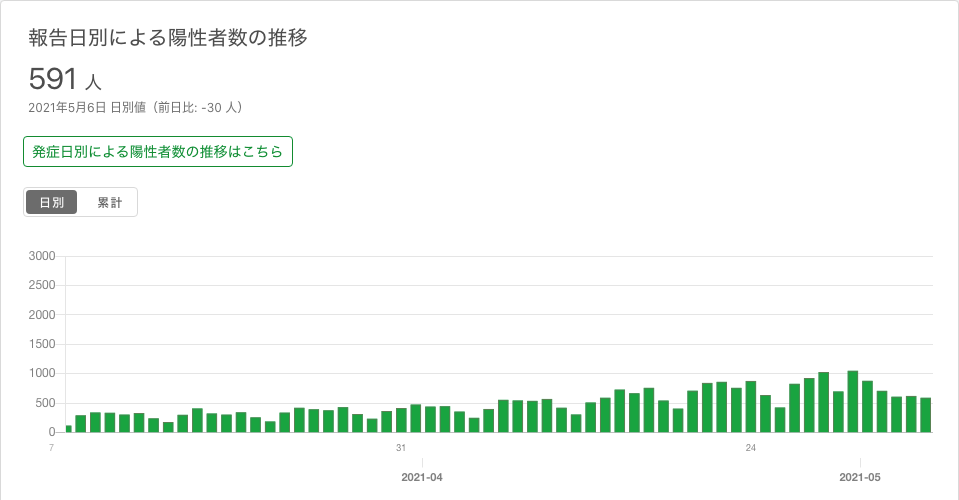 報告日別による陽性者数の推移
591 人
2021年5月6日 日別値（前日比: -30 人）
発症日別による陽性者数の推移はこちら
日別 累計
3000
2500
2000
1500
1000
500
0
7 31 24
2021-04 2021-05